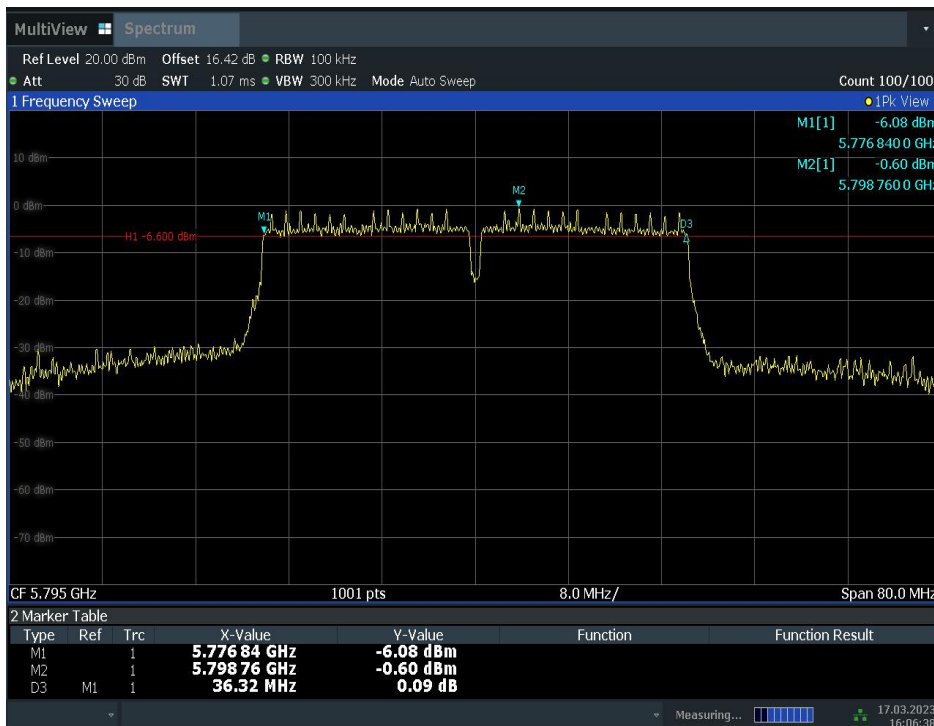 MultiView Spectrum
Ref Level 20.00 dBm Offset 16.42 dB RBW 100 kHz
Att 30 dB SWT 1.07 ms VBW 300 kHz Mode Auto Sweep Count 100/100
1 Frequency Sweep 1Pk View
M1[1] -6.08 dBm
5.776 840 0 GHz
10 dBm
M2[1] -0.60 dBm
5.798 760 0 GHz
M2
0 dBm
M1
D3
H1 -6.600 dBm
-10 dBm
-20 dBm
-30 dBm
-40 dBm
-50 dBm
-60 dBm
-70 dBm
CF 5.795 GHz 1001 pts 8.0 MHz/ Span 80.0 MHz
2 Marker Table
Type Ref Trc X-Value Y-Value Function Function Result
M1 1 5.776 84 GHz -6.08 dBm
M2 1 5.798 76 GHz -0.60 dBm
D3 M1 1 36.32 MHz 0.09 dB
Measuring... 17.03.2023
16:06:36